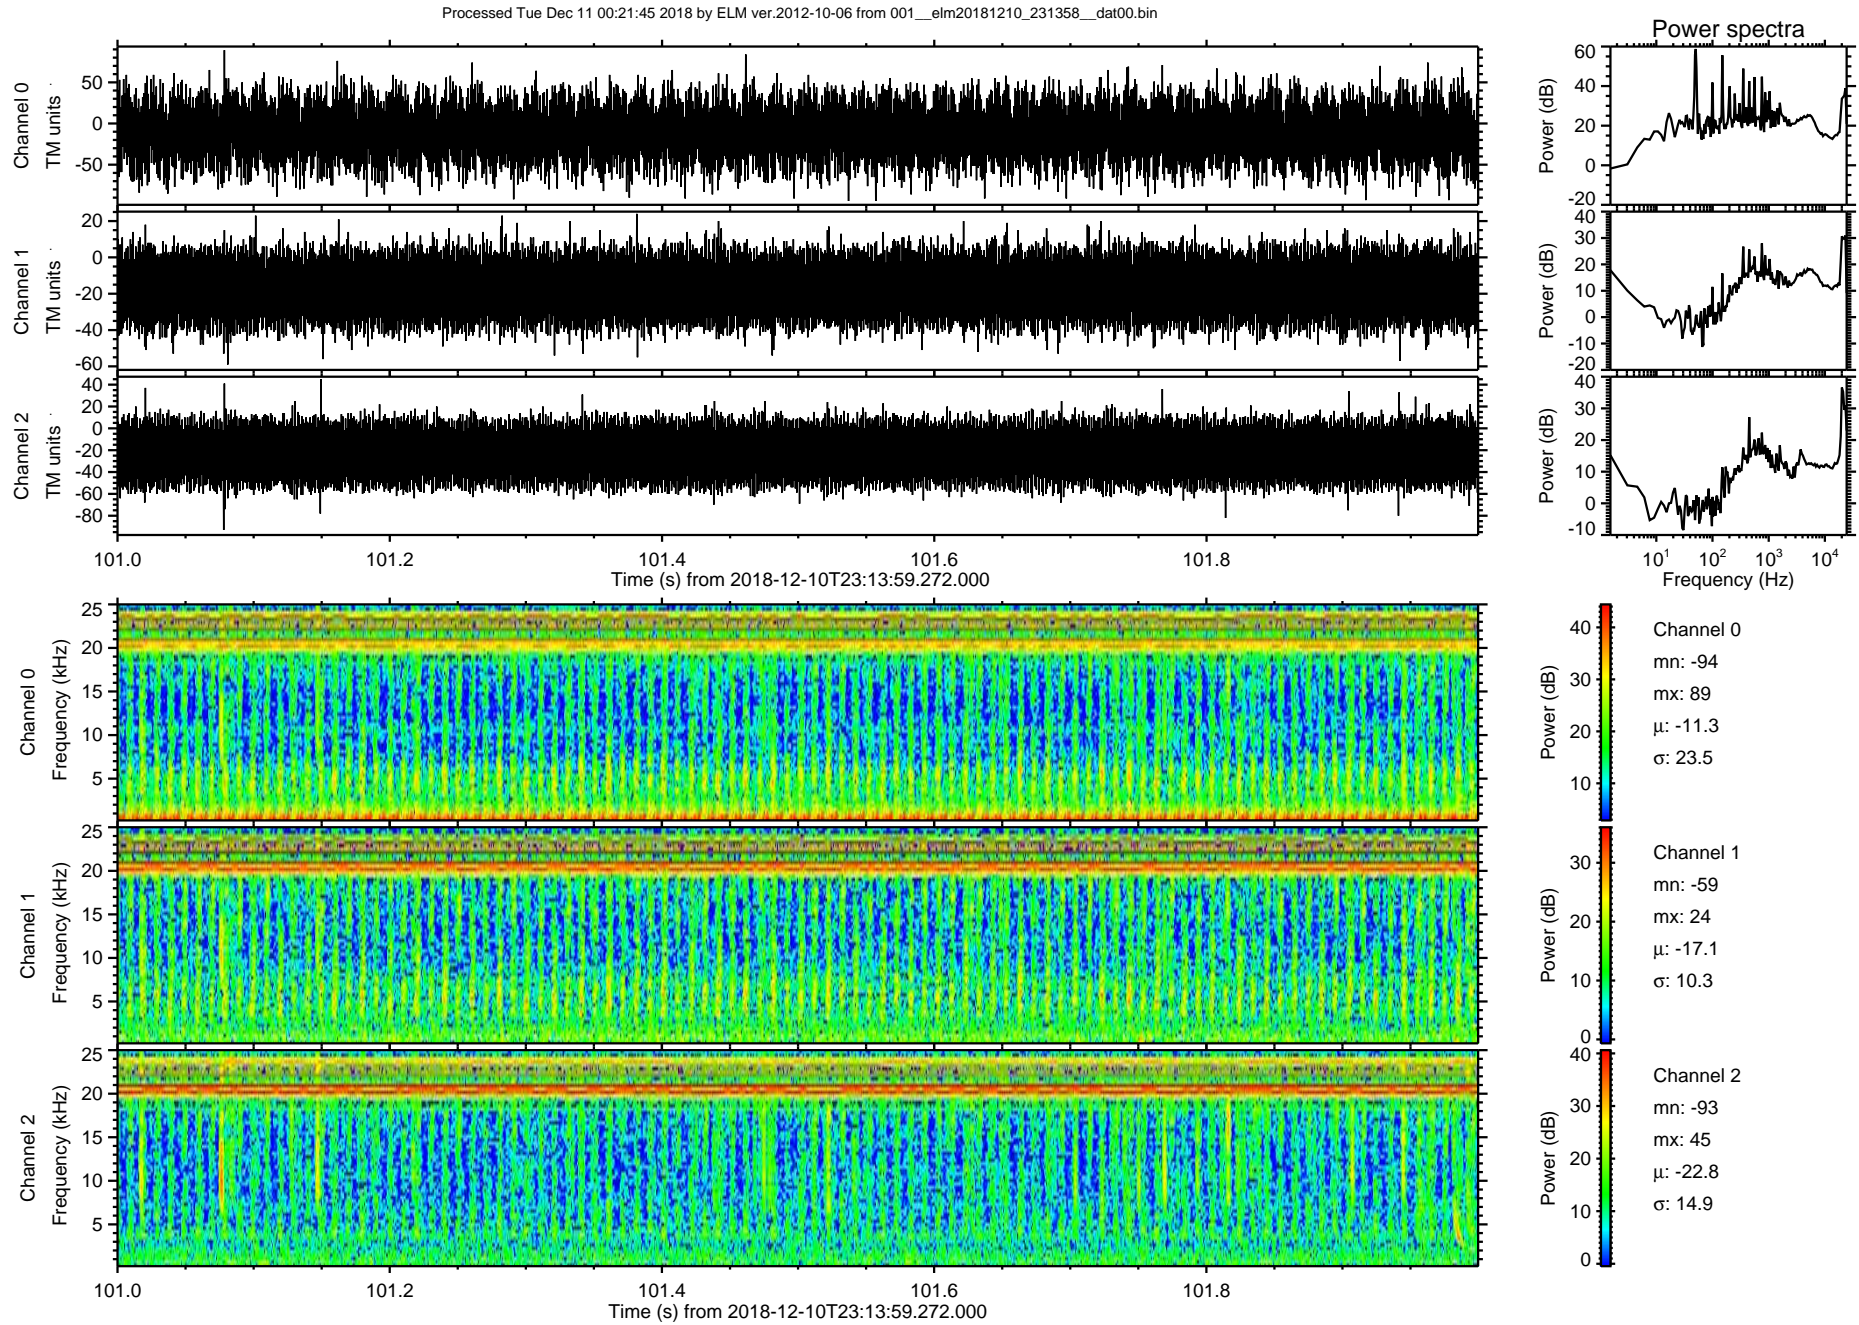 Processed Tue Dec 11 00:21:45 2018 by ELM ver.2012-10-06 from 001__elm20181210_231358__dat00.bin
Power spectra
Channel 0
TM units
50
0
-50
Power (dB)
60
40
20
0
-20
Channel 1
TM units
20
0
-20
-40
-60
Power (dB)
40
30
20
10
0
-10
-20
Channel 2
TM units
40
20
0
-20
-40
-60
-80
Power (dB)
40
30
20
10
0
-10
101.0 101.2 101.4 101.6 101.8
Time (s) from 2018-12-10T23:13:59.272.000
10¹ 10² 10³ 10⁴
Frequency (Hz)
Channel 0
Frequency (kHz)
25
20
15
10
5
Power (dB)
40
30
20
10
Channel 0
mn: -94
mx: 89
μ: -11.3
σ: 23.5
Channel 1
Frequency (kHz)
25
20
15
10
5
Power (dB)
30
20
10
0
Channel 1
mn: -59
mx: 24
μ: -17.1
σ: 10.3
Channel 2
Frequency (kHz)
25
20
15
10
5
Power (dB)
40
30
20
10
0
Channel 2
mn: -93
mx: 45
μ: -22.8
σ: 14.9
101.0 101.2 101.4 101.6 101.8
Time (s) from 2018-12-10T23:13:59.272.000